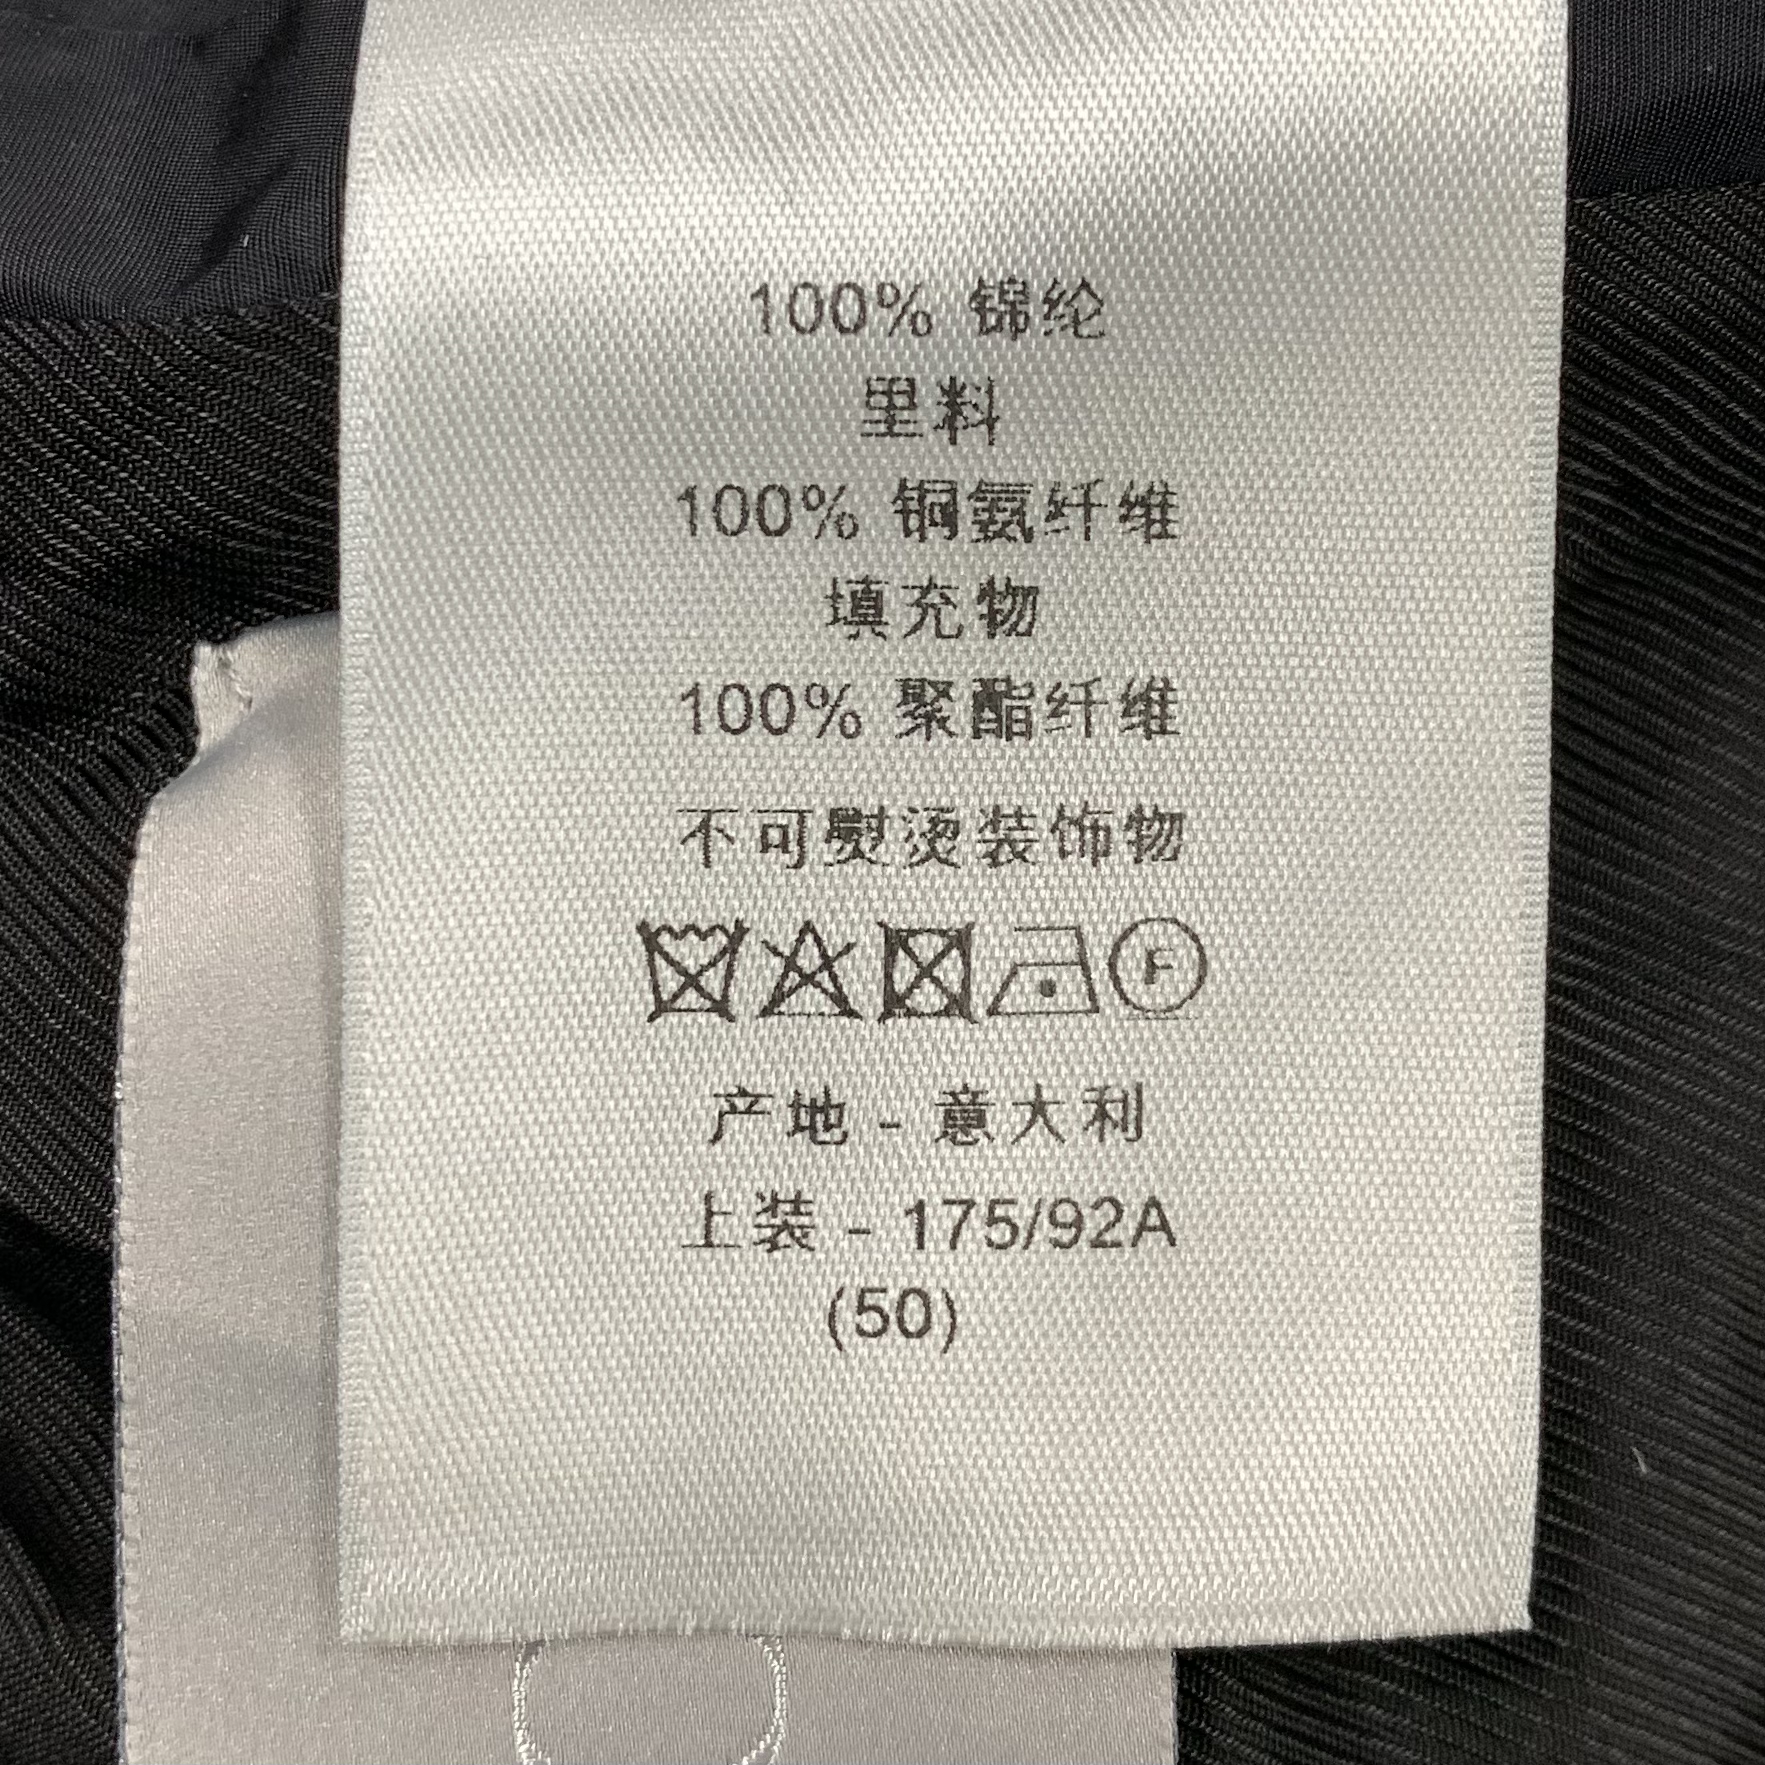 100% 锦纶
里料
100% 铜氨纤维
填充物
100% 聚酯纤维
不可熨烫装饰物
F
产地 - 意大利
上装 - 175/92A
(50)